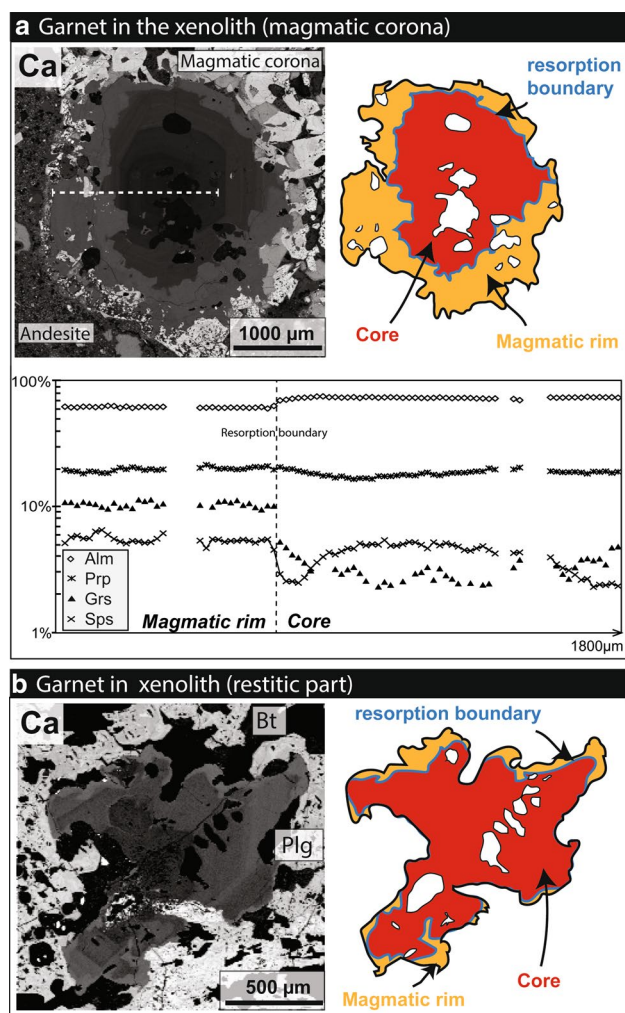 a Garnet in the xenolith (magmatic corona)
Ca
Magmatic corona
resorption
boundary
Andesite
1000 µm
Core
Magmatic rim
100%
Resorption boundary
10%
Alm
Prp
Grs
Sps
Magmatic rim
Core
1%
1800µm
b Garnet in xenolith (restitic part)
Ca
Bt
resorption boundary
Plg
500 µm
Core
Magmatic rim